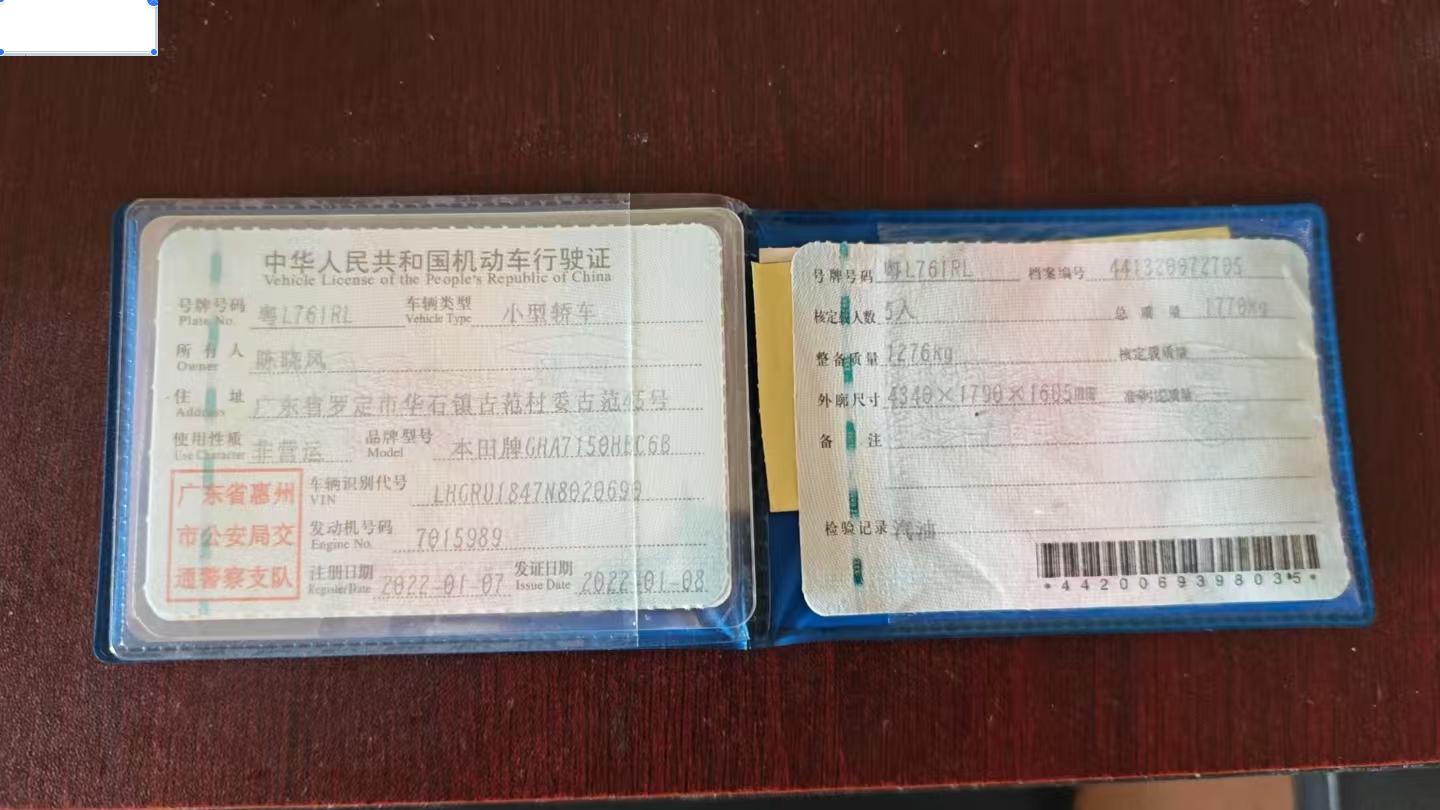 中华人民共和国机动车行驶证
Vehicle License of the People's Republic of China
号牌号码 粤L761RL 车辆类型 小型轿车
Plate No. Vehicle Type
所有人 陈晓凤
Owner
住址 广东省罗定市华石镇古范村委古范45号
Address
使用性质 非营运 品牌型号 本田牌GHA7150HEC6B
Use Character Model
广东省惠州
市公安局交
通警察支队
车辆识别代号 LHGRU1847N8020699
VIN
发动机号码 7015989
Engine No.
注册日期 2022-01-07 发证日期 2022-01-08
Register Date Issue Date
号牌号码 粤L761RL 档案编号 441320072705
核定载人数 5人 总质量 1770kg
整备质量 1276kg 核定载质量
外廓尺寸 4340×1790×1605mm 准牵引总质量
备注
检验记录 汽油
*4420069398035*